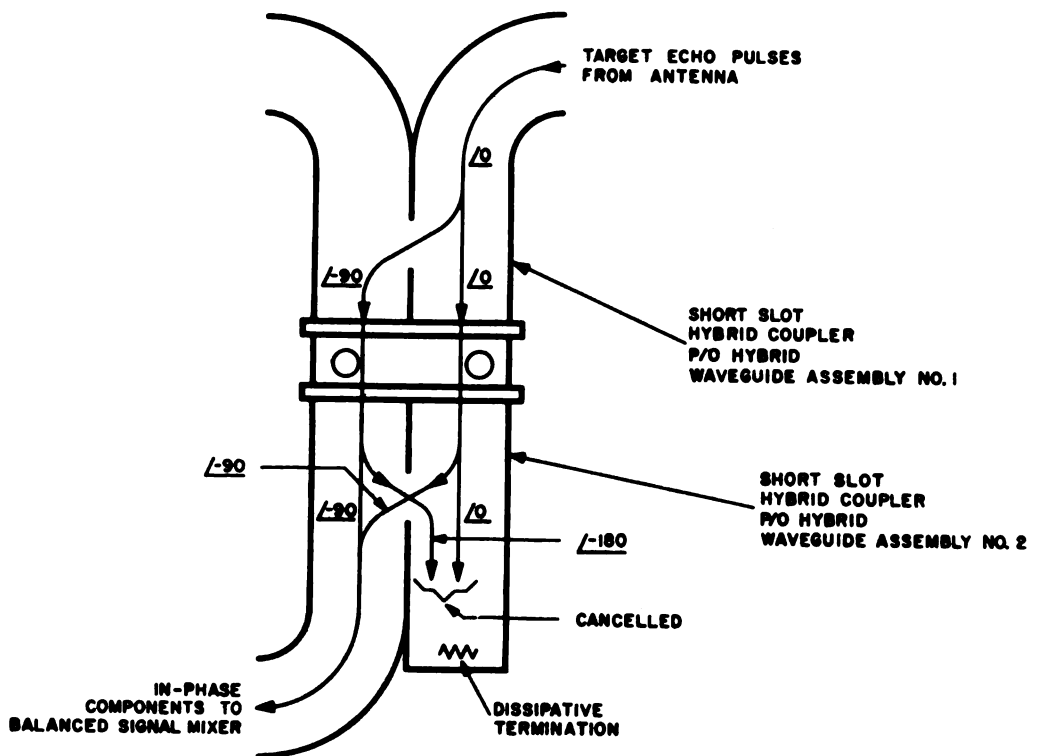 TARGET ECHO PULSES
FROM ANTENNA
/0
/-90
/0
SHORT SLOT
HYBRID COUPLER
P/O HYBRID
WAVEGUIDE ASSEMBLY NO. 1
/-90
/-90
/0
SHORT SLOT
HYBRID COUPLER
P/O HYBRID
WAVEGUIDE ASSEMBLY NO. 2
/-180
CANCELLED
IN-PHASE
COMPONENTS TO
BALANCED SIGNAL MIXER
DISSIPATIVE
TERMINATION